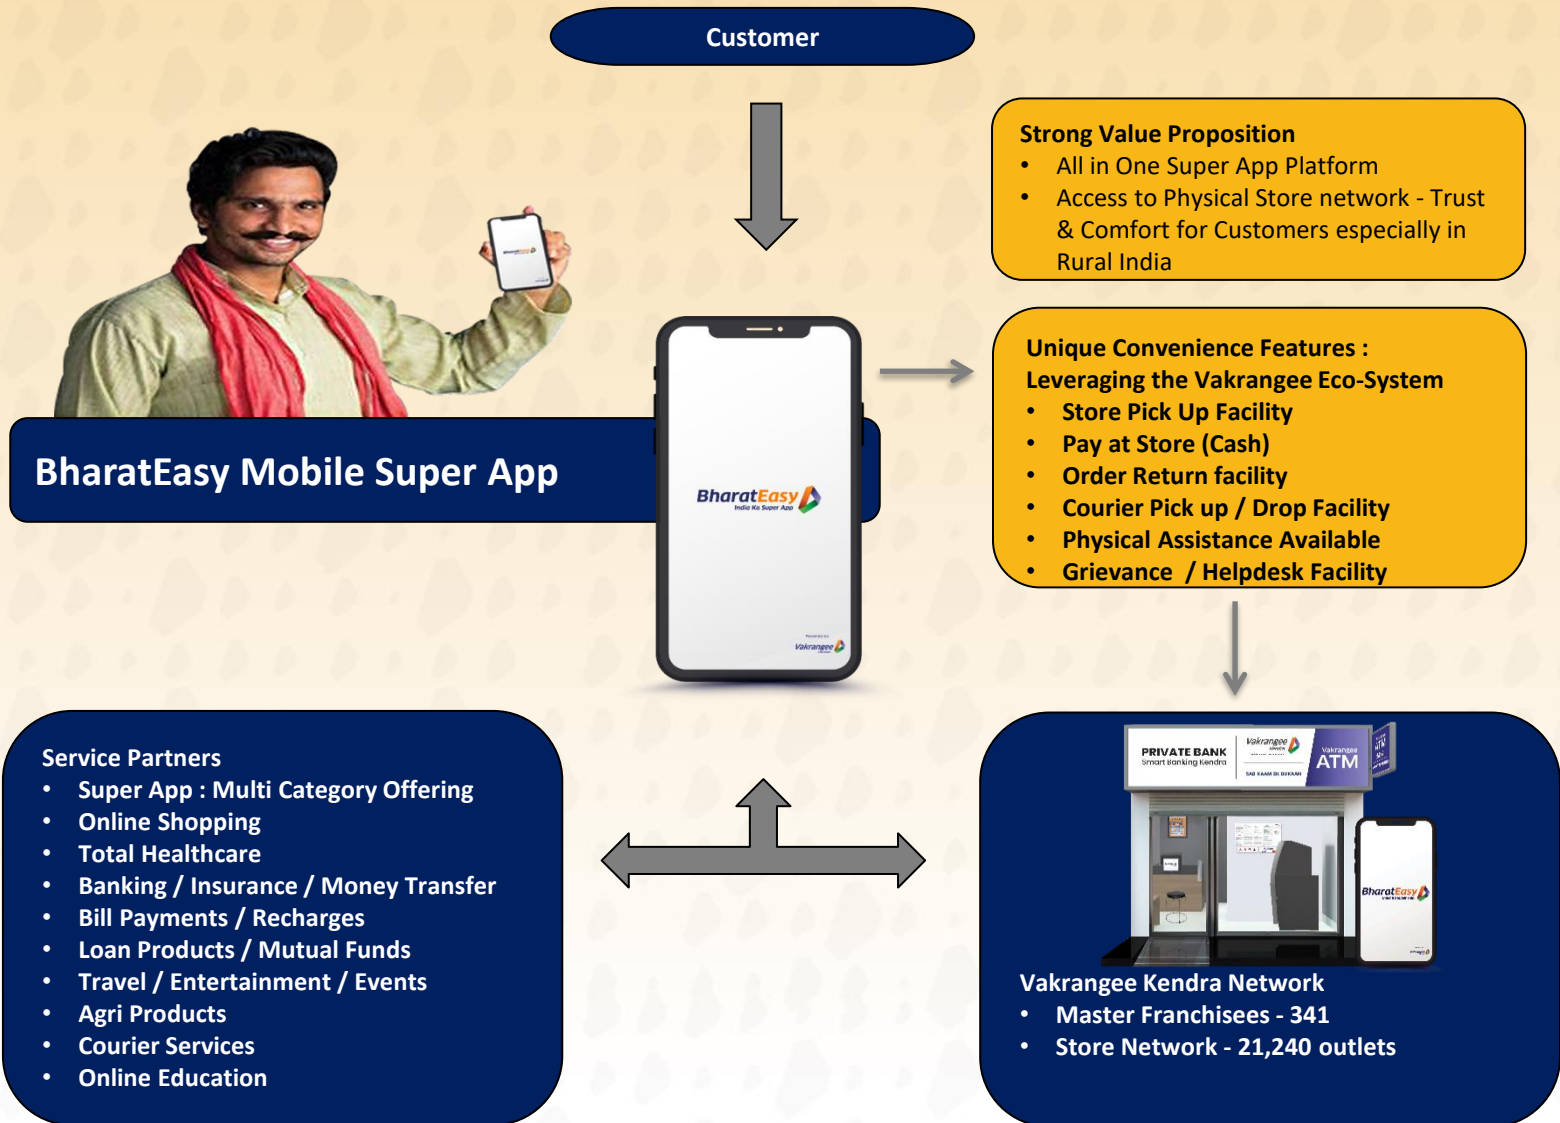 Customer
Strong Value Proposition
• All in One Super App Platform
• Access to Physical Store network - Trust
& Comfort for Customers especially in
Rural India
BharatEasy
Unique Convenience Features :
Leveraging the Vakrangee Eco-System
• Store Pick Up Facility
• Pay at Store (Cash)
• Order Return facility
• Courier Pick up / Drop Facility
• Physical Assistance Available
• Grievance / Helpdesk Facility
BharatEasy Mobile Super App
BharatEasy
India Ka Super App
Vakrangee
Service Partners
• Super App : Multi Category Offering
• Online Shopping
• Total Healthcare
• Banking / Insurance / Money Transfer
• Bill Payments / Recharges
• Loan Products / Mutual Funds
• Travel / Entertainment / Events
• Agri Products
• Courier Services
• Online Education
PRIVATE BANK
Smart Banking Kendra
Vakrangee
SAB KAAM EK DUKAAN
Vakrangee
ATM
BharatEasy
Vakrangee Kendra Network
• Master Franchisees - 341
• Store Network - 21,240 outlets